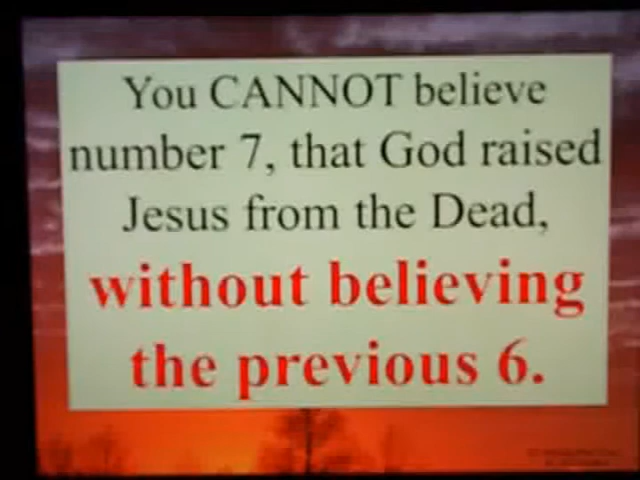 You CANNOT believe
number 7, that God raised
Jesus from the Dead,
without believing
the previous 6.